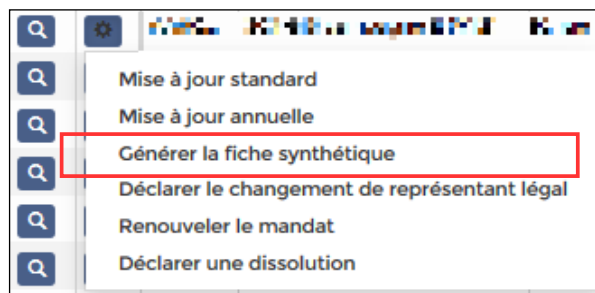 Mise à jour standard
Mise à jour annuelle
Générer la fiche synthétique
Déclarer le changement de représentant légal
Renouveler le mandat
Déclarer une dissolution